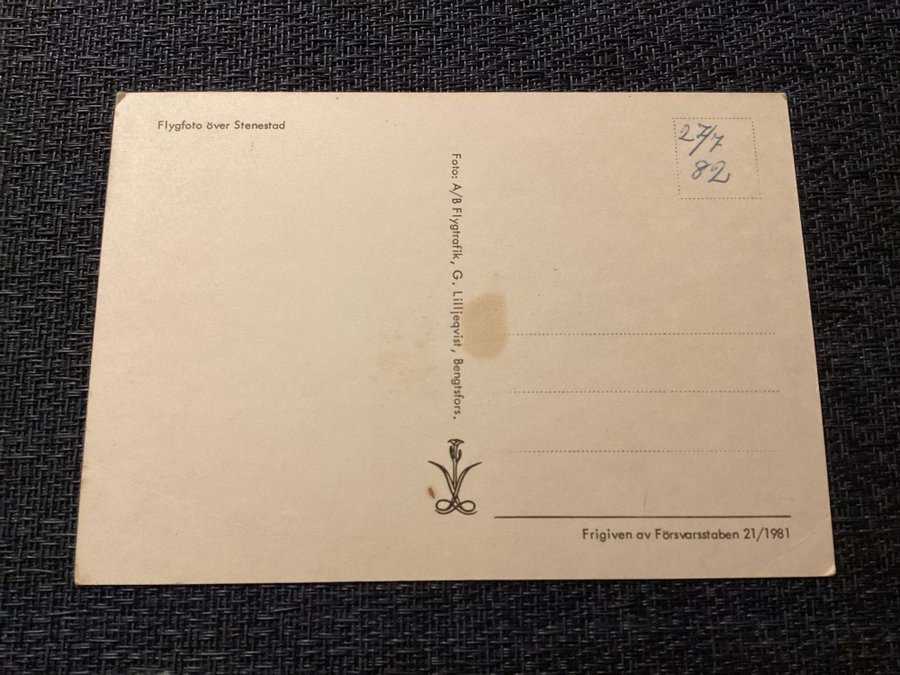 Flygfoto över Stenestad
Foto: A/B Flygtrafik, G. Lilljeqvist, Bengtsfors.
27/7
82
Frigiven av Försvarsstaben 21/1981